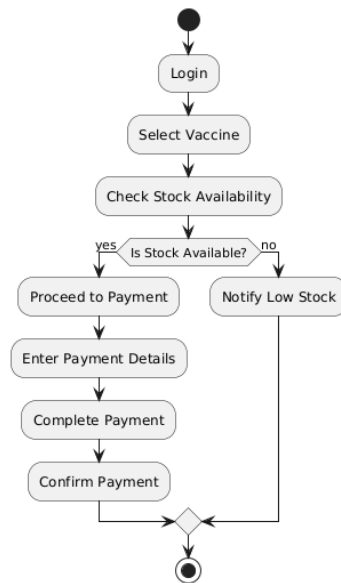 Login
Select Vaccine
Check Stock Availability
yes
Is Stock Available?
no
Proceed to Payment
Notify Low Stock
Enter Payment Details
Complete Payment
Confirm Payment